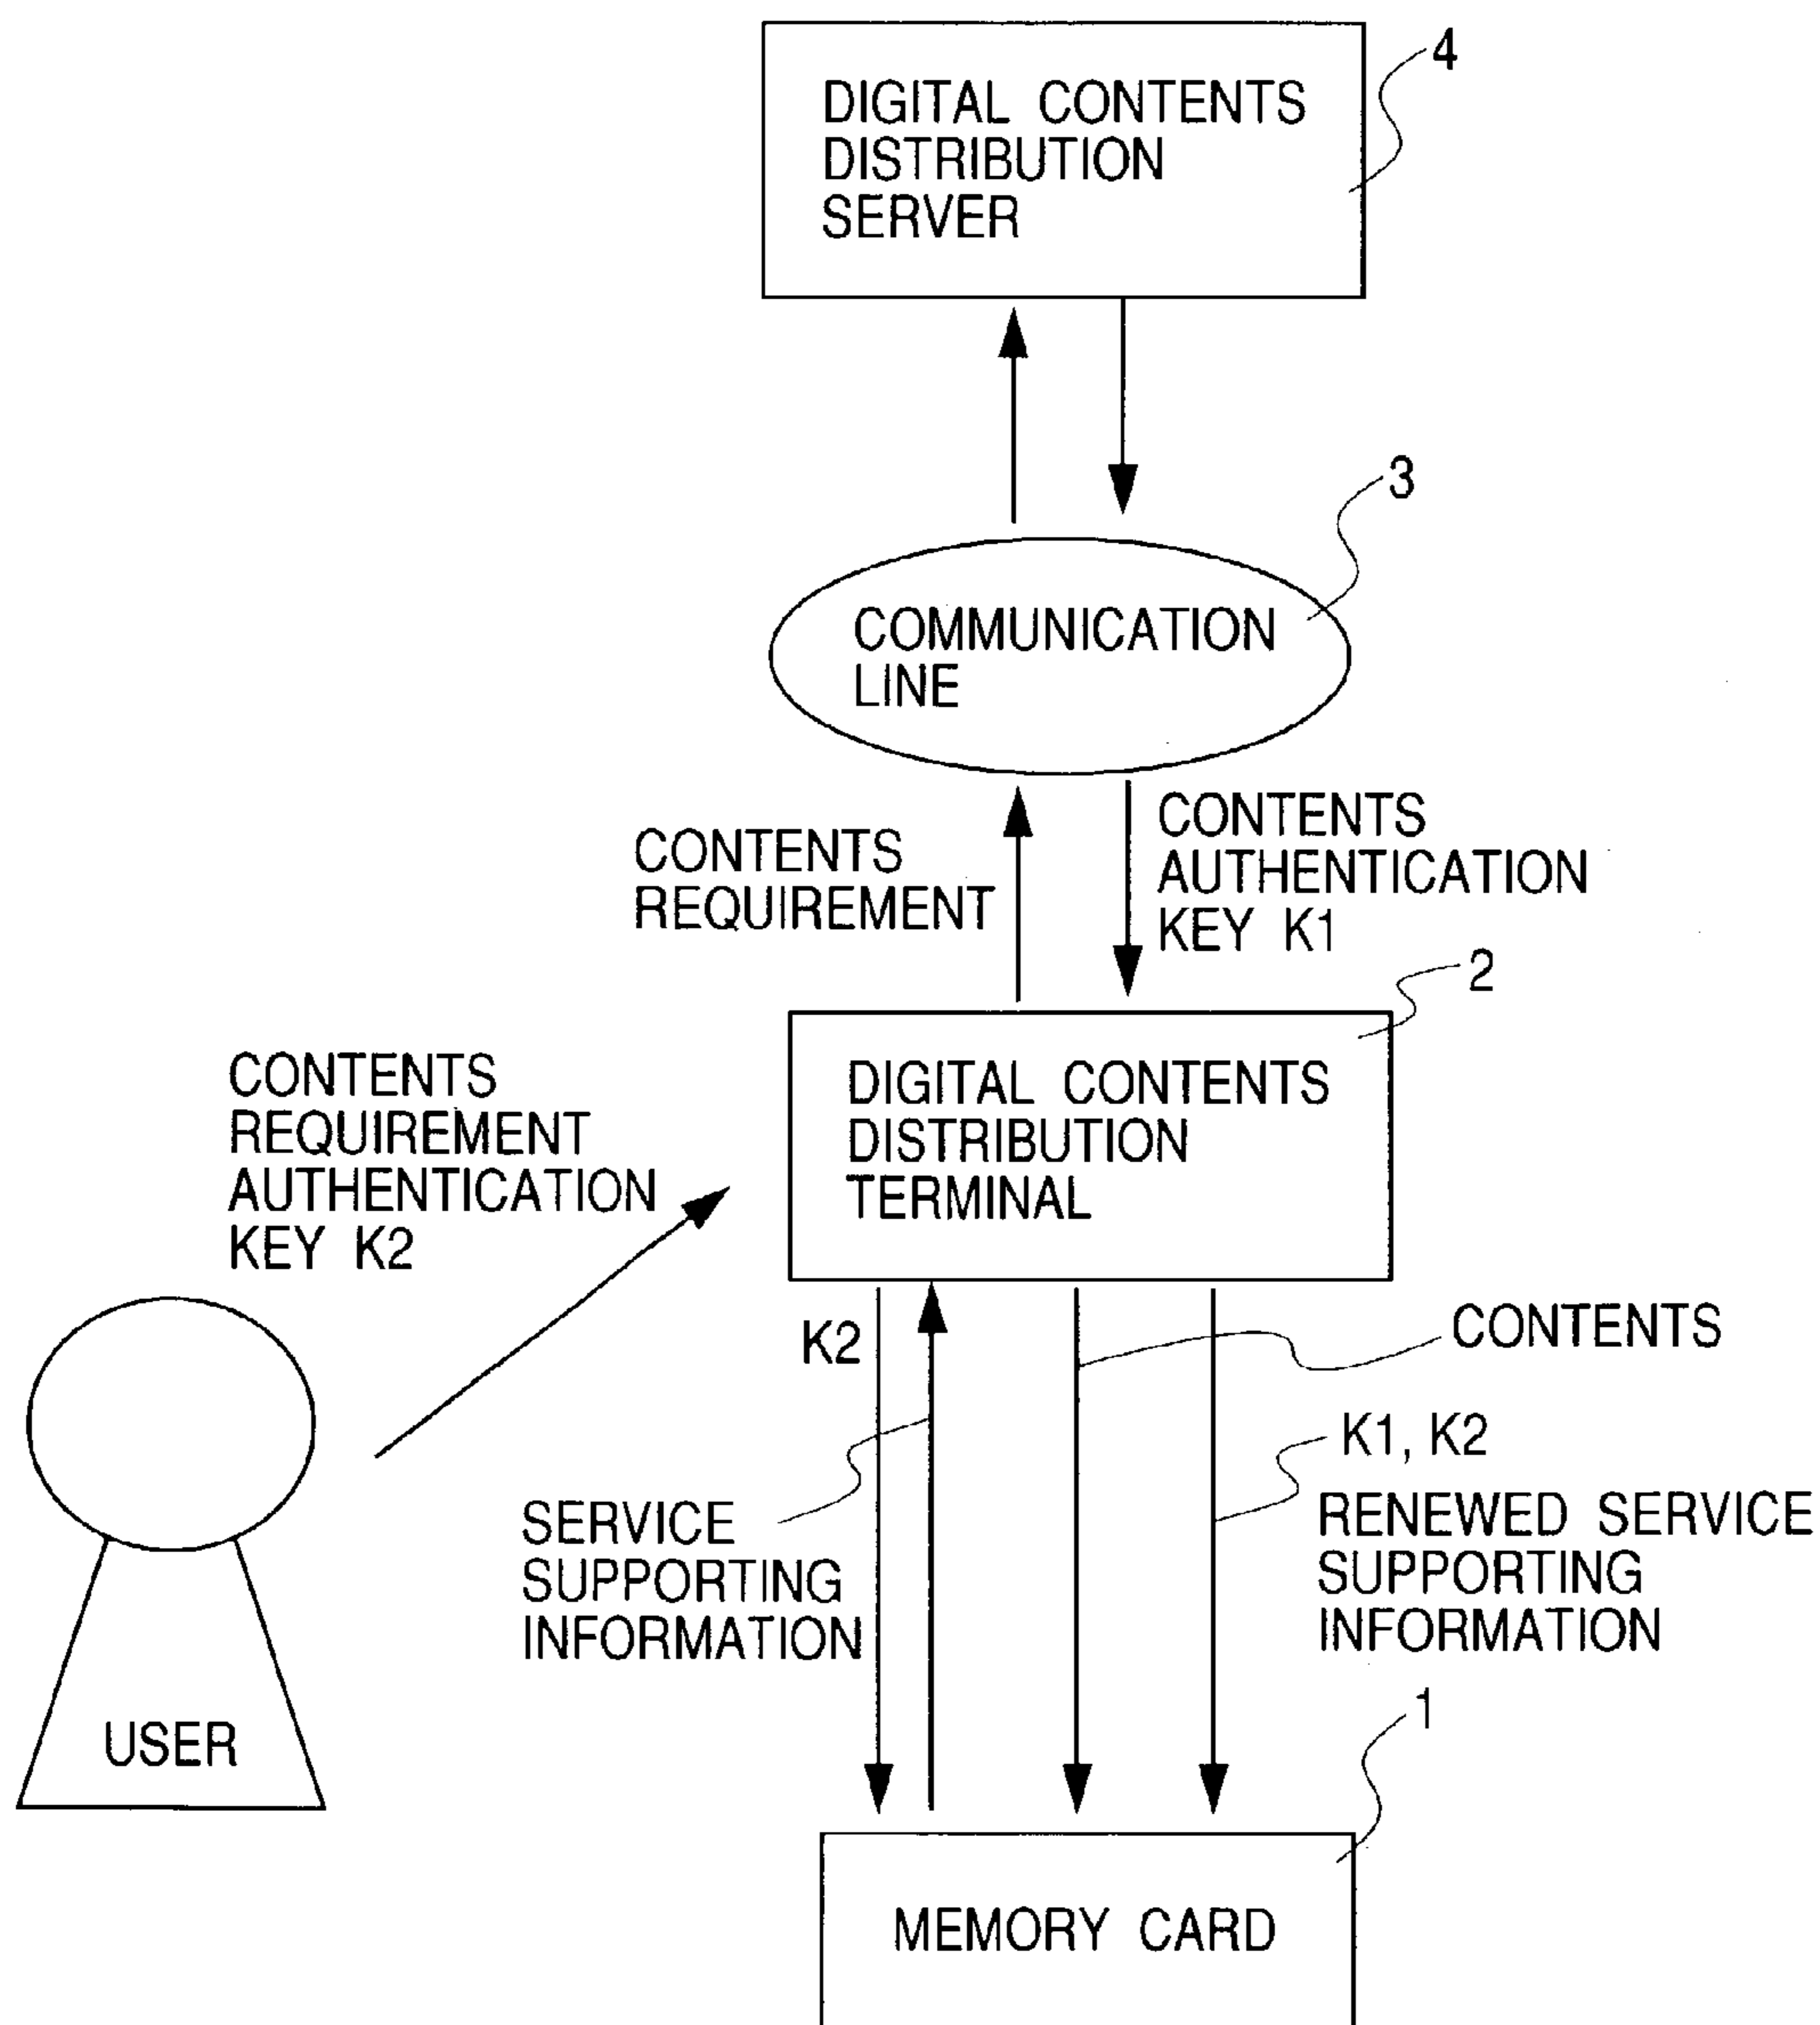 4
DIGITAL CONTENTS
DISTRIBUTION
SERVER
3
COMMUNICATION
LINE
CONTENTS
REQUIREMENT
CONTENTS
AUTHENTICATION
KEY K1
2
CONTENTS
REQUIREMENT
AUTHENTICATION
KEY K2
DIGITAL CONTENTS
DISTRIBUTION
TERMINAL
K2
CONTENTS
K1, K2
SERVICE
SUPPORTING
INFORMATION
RENEWED SERVICE
SUPPORTING
INFORMATION
1
USER
MEMORY CARD